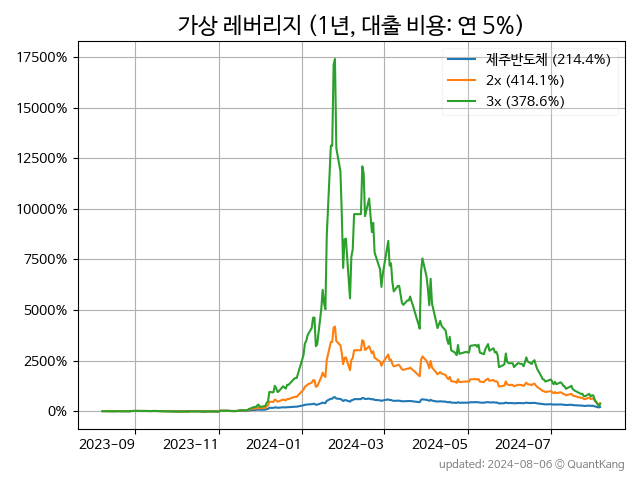 가상 레버리지 (1년, 대출 비용: 연 5%)
제주반도체 (214.4%)
2x (414.1%)
3x (378.6%)
17500%
15000%
12500%
10000%
7500%
5000%
2500%
0%
2023-09 2023-11 2024-01 2024-03 2024-05 2024-07
updated: 2024-08-06 © QuantKang